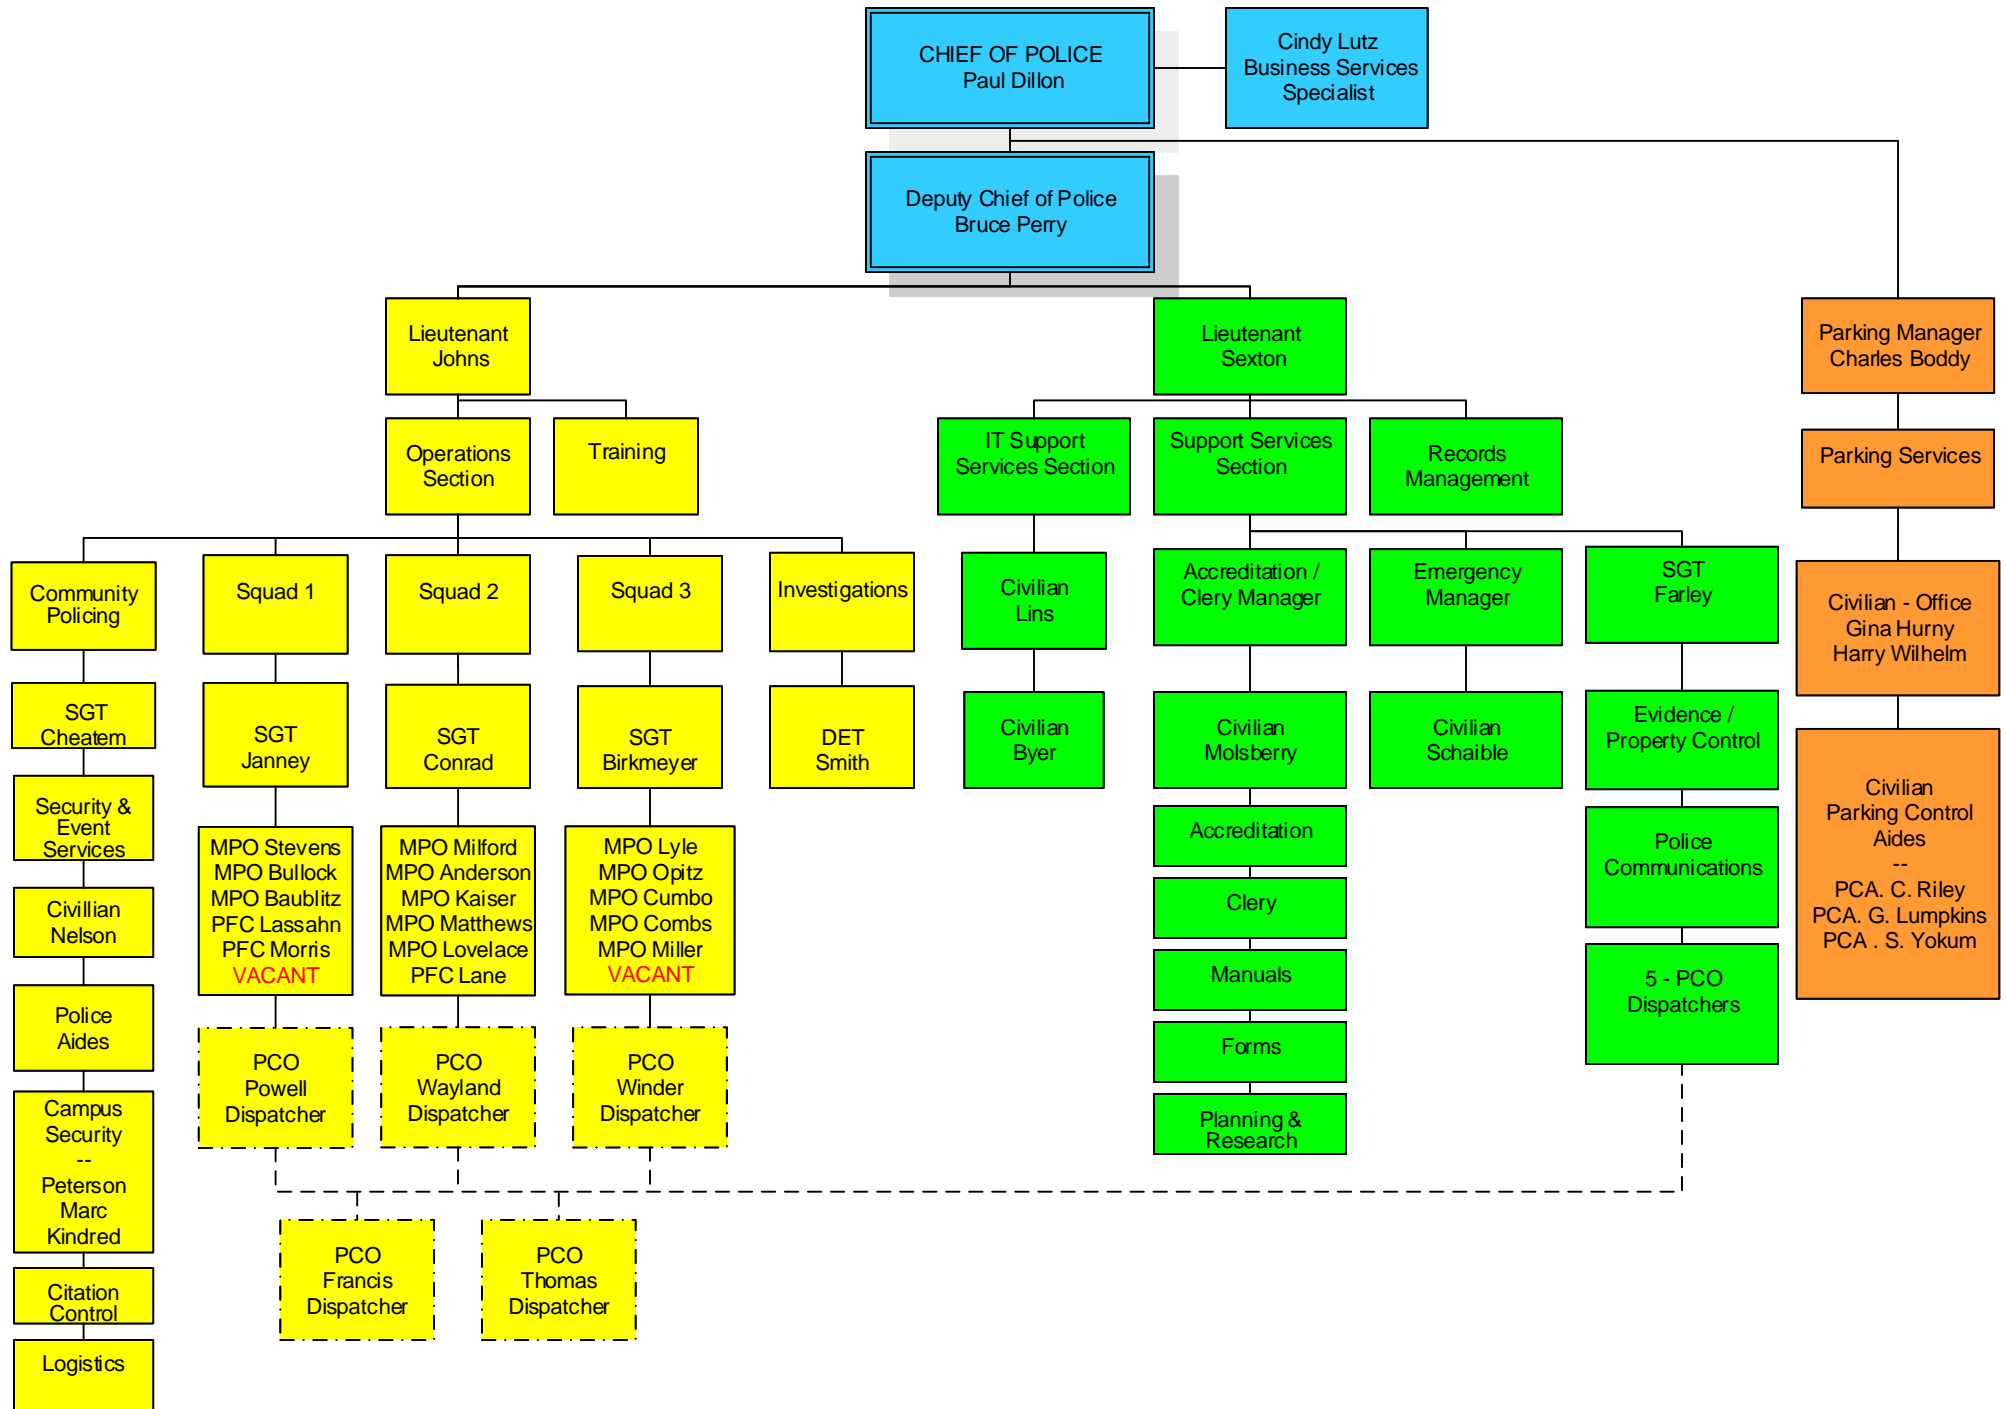 CHIEF OF POLICE
Paul Dillon
Cindy Lutz
Business Services
Specialist
Deputy Chief of Police
Bruce Perry
Lieutenant
Johns
Lieutenant
Sexton
Parking Manager
Charles Boddy
Operations
Section
Training
IT Support
Services Section
Support Services
Section
Records
Management
Parking Services
Community
Policing
Squad 1
Squad 2
Squad 3
Investigations
Civilian
Lins
Accreditation /
Clery Manager
Emergency
Manager
SGT
Farley
Civilian - Office
Gina Hurny
Harry Wilhelm
SGT
Cheatem
SGT
Janney
SGT
Conrad
SGT
Birkmeyer
DET
Smith
Civilian
Byer
Civilian
Molsberry
Civilian
Schaible
Evidence /
Property Control
Civilian
Parking Control
Aides
--
PCA. C. Riley
PCA. G. Lumpkins
PCA . S. Yokum
Security &
Event
Services
MPO Stevens
MPO Bullock
MPO Baublitz
PFC Lassahn
PFC Morris
VACANT
MPO Milford
MPO Anderson
MPO Kaiser
MPO Matthews
MPO Lovelace
PFC Lane
MPO Lyle
MPO Opitz
MPO Cumbo
MPO Combs
MPO Miller
VACANT
Accreditation
Police
Communications
Civillian
Nelson
Clery
Manuals
5 - PCO
Dispatchers
Police
Aides
PCO
Powell
Dispatcher
PCO
Wayland
Dispatcher
PCO
Winder
Dispatcher
Forms
Planning &
Research
Campus
Security
--
Peterson
Marc
Kindred
PCO
Francis
Dispatcher
PCO
Thomas
Dispatcher
Citation
Control
Logistics